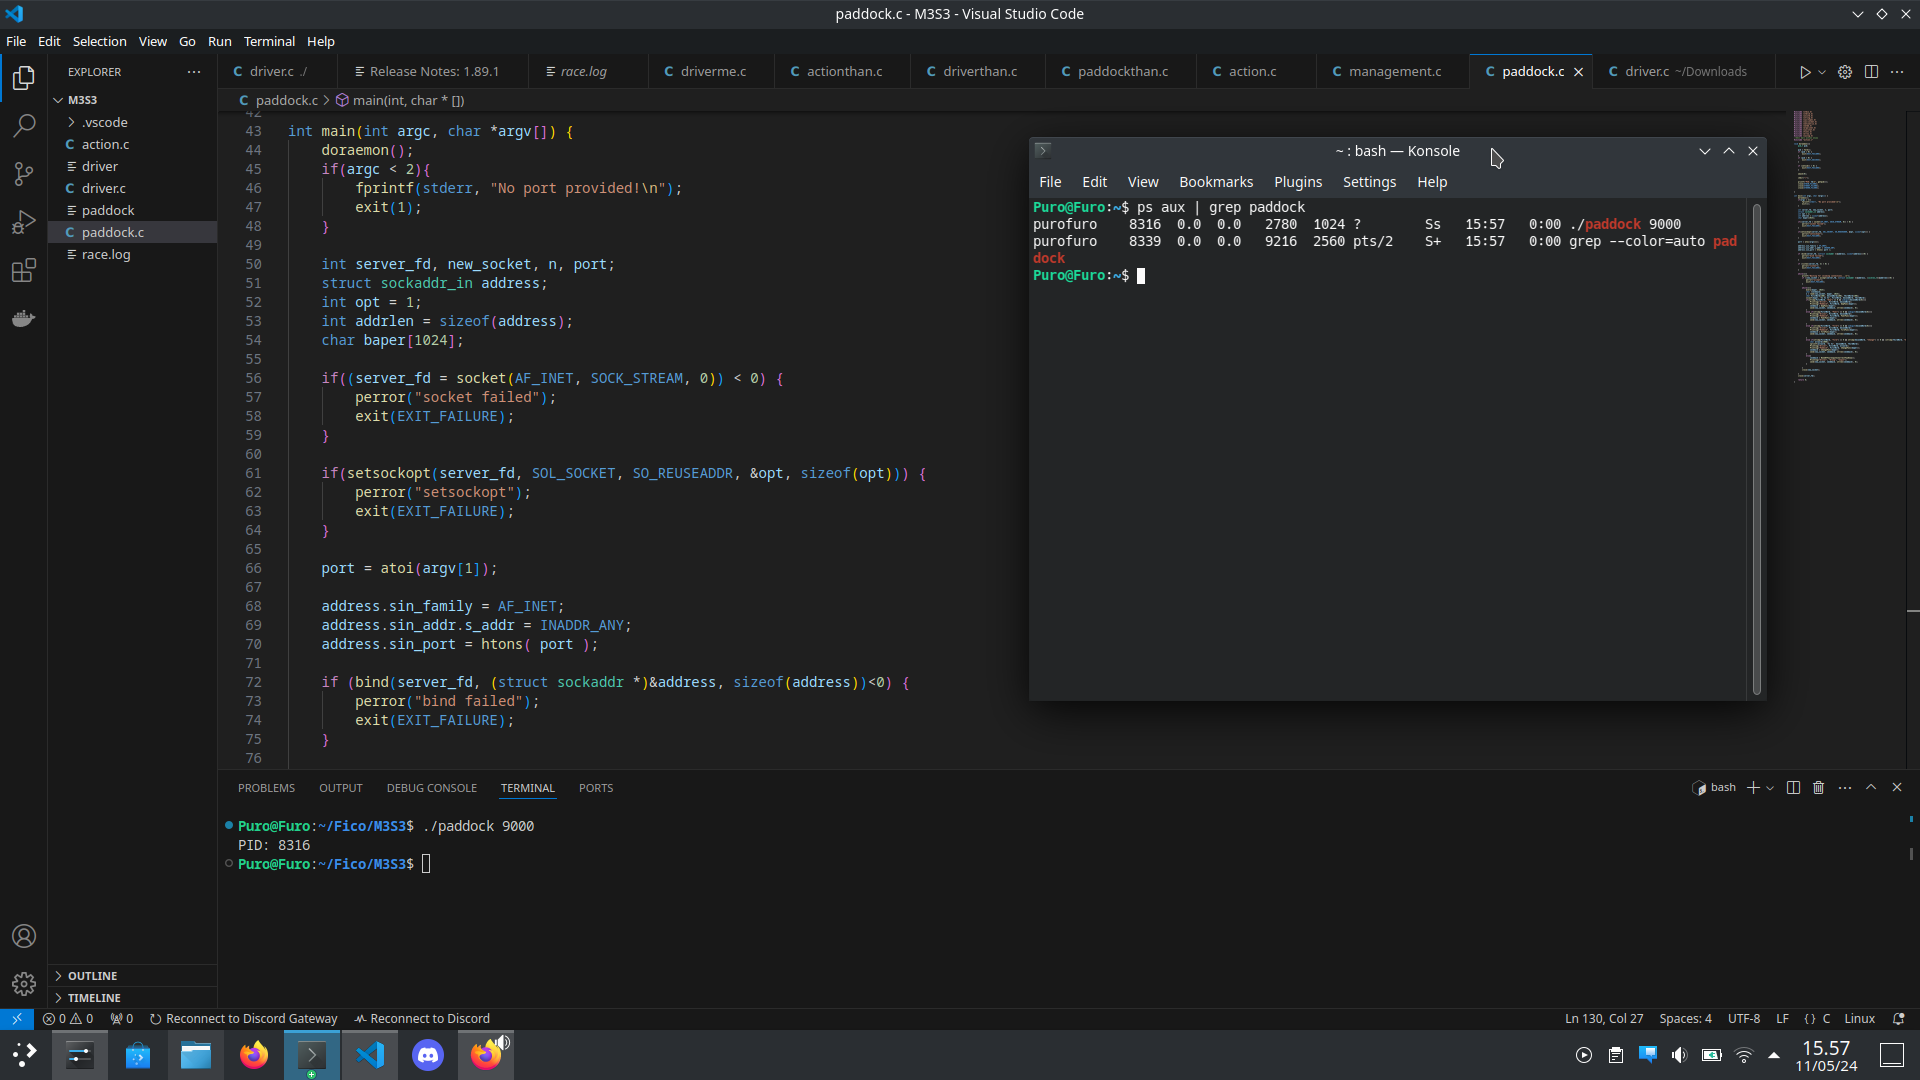 paddock.c - M3S3 - Visual Studio Code
File Edit Selection View Go Run Terminal Help
EXPLORER
driver.c ./
Release Notes: 1.89.1
race.log
driverme.c
actionthan.c
driverthan.c
paddockthan.c
action.c
management.c
paddock.c
driver.c ~/Downloads
M3S3
.vscode
action.c
driver
driver.c
paddock
paddock.c
race.log
OUTLINE
TIMELINE
paddock.c > main(int, char * [])
42
43 int main(int argc, char *argv[]) {
44 doraemon();
45 if(argc < 2){
46 fprintf(stderr, "No port provided!\n");
47 exit(1);
48 }
49
50 int server_fd, new_socket, n, port;
51 struct sockaddr_in address;
52 int opt = 1;
53 int addrlen = sizeof(address);
54 char baper[1024];
55
56 if((server_fd = socket(AF_INET, SOCK_STREAM, 0)) < 0) {
57 perror("socket failed");
58 exit(EXIT_FAILURE);
59 }
60
61 if(setsockopt(server_fd, SOL_SOCKET, SO_REUSEADDR, &opt, sizeof(opt))) {
62 perror("setsockopt");
63 exit(EXIT_FAILURE);
64 }
65
66 port = atoi(argv[1]);
67
68 address.sin_family = AF_INET;
69 address.sin_addr.s_addr = INADDR_ANY;
70 address.sin_port = htons( port );
71
72 if (bind(server_fd, (struct sockaddr *)&address, sizeof(address))<0) {
73 perror("bind failed");
74 exit(EXIT_FAILURE);
75 }
76
~ : bash — Konsole
File Edit View Bookmarks Plugins Settings Help
Puro@Furo:~$ ps aux | grep paddock
purofuro 8316 0.0 0.0 2780 1024 ? Ss 15:57 0:00 ./paddock 9000
purofuro 8339 0.0 0.0 9216 2560 pts/2 S+ 15:57 0:00 grep --color=auto pad
dock
Puro@Furo:~$
PROBLEMS OUTPUT DEBUG CONSOLE TERMINAL PORTS
bash
Puro@Furo:~/Fico/M3S3$ ./paddock 9000
PID: 8316
Puro@Furo:~/Fico/M3S3$
0 0 0 Reconnect to Discord Gateway Reconnect to Discord
Ln 130, Col 27 Spaces: 4 UTF-8 LF {} C Linux
15.57
11/05/24